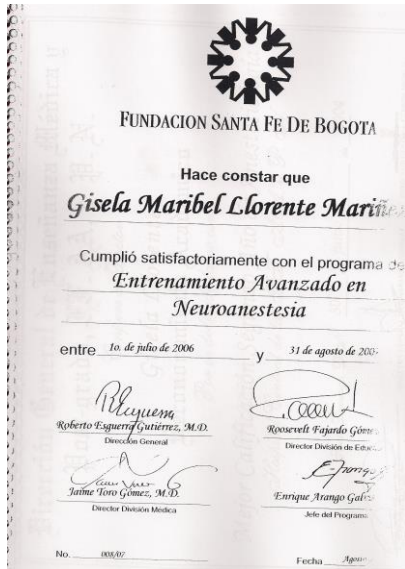 FUNDACION SANTA FE DE BOGOTA
Hace constar que
Gisela Maribel Llorente
Cumplió satisfactoriamente con el programa de
Entrenamiento Avanzado en
Neuroanestesia
entre 1o. de julio de 2006 y 31 de agosto de
Roberto Esguerra Gutiérrez, M.D.
Dirección General
Roosevelt Fajardo
Director División de
Jaime Toro Gómez, M.D.
Director División Médica
Enrique Arango
Jefe del Programa
No. 008/07
Fecha